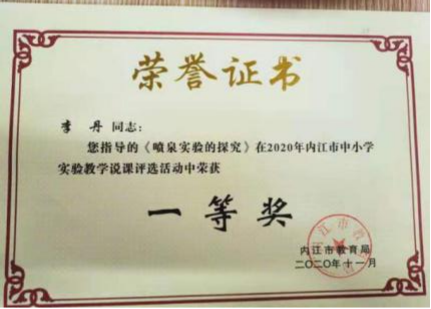 荣誉证书
李丹同志：
您指导的《喷泉实验的探究》在2020年内江市中小学
实验教学说课评选活动中荣获
一等奖
内江市教育局
二〇二〇年十一月